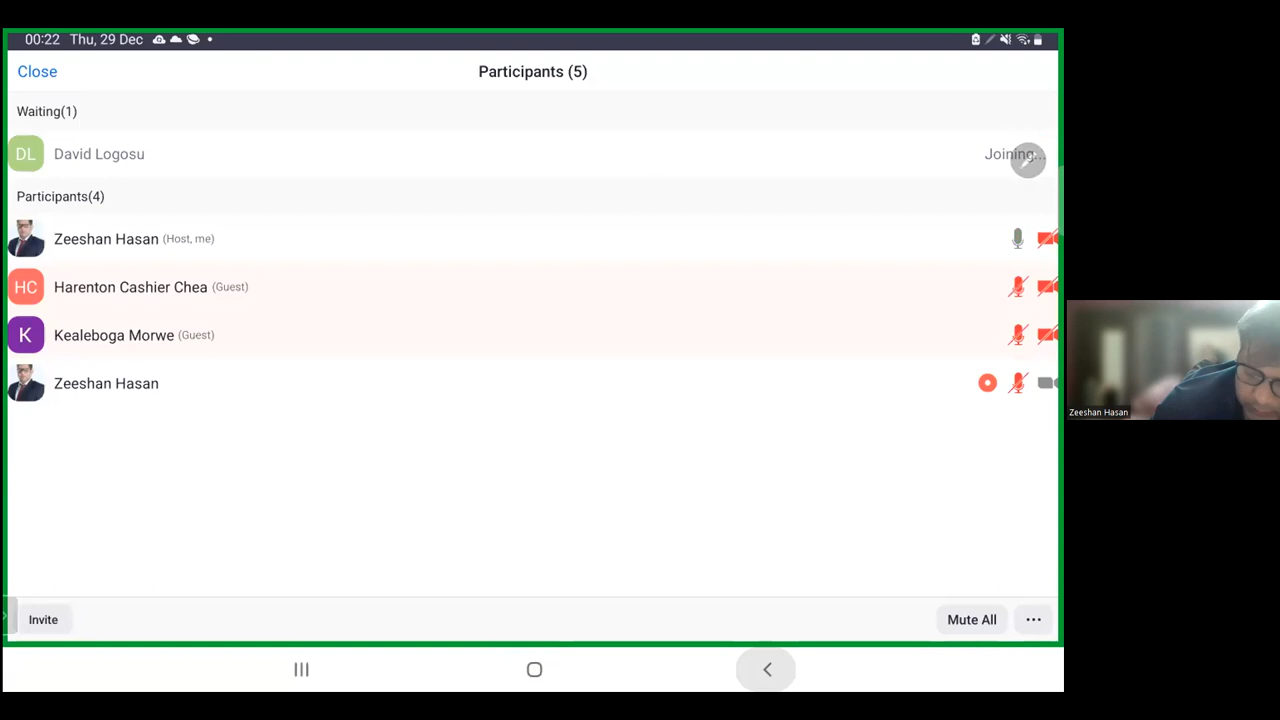 00:22 Thu, 29 Dec
Close
Participants (5)
Waiting(1)
DL David Logosu Joining...
Participants(4)
Zeeshan Hasan (Host, me)
HC Harenton Cashier Chea (Guest)
K Kealeboga Morwe (Guest)
Zeeshan Hasan
Zeeshan Hasan
Invite
Mute All